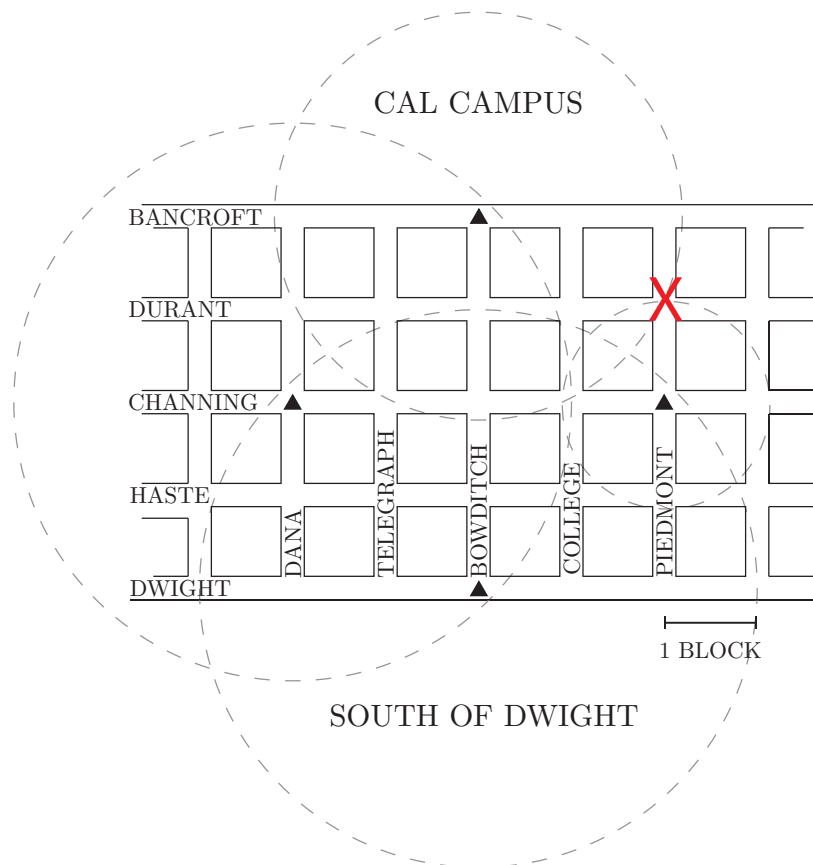 CAL CAMPUS
BANCROFT
DURANT
CHANNING
HASTE
DANA
TELEGRAPH
BOWDITCH
COLLEGE
PIEDMONT
DWIGHT
1 BLOCK
SOUTH OF DWIGHT